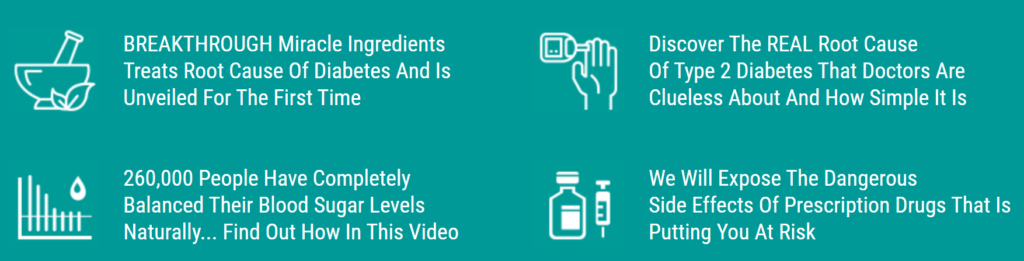 BREAKTHROUGH Miracle Ingredients
Treats Root Cause Of Diabetes And Is
Unveiled For The First Time
Discover The REAL Root Cause
Of Type 2 Diabetes That Doctors Are
Clueless About And How Simple It Is
260,000 People Have Completely
Balanced Their Blood Sugar Levels
Naturally... Find Out How In This Video
We Will Expose The Dangerous
Side Effects Of Prescription Drugs That Is
Putting You At Risk